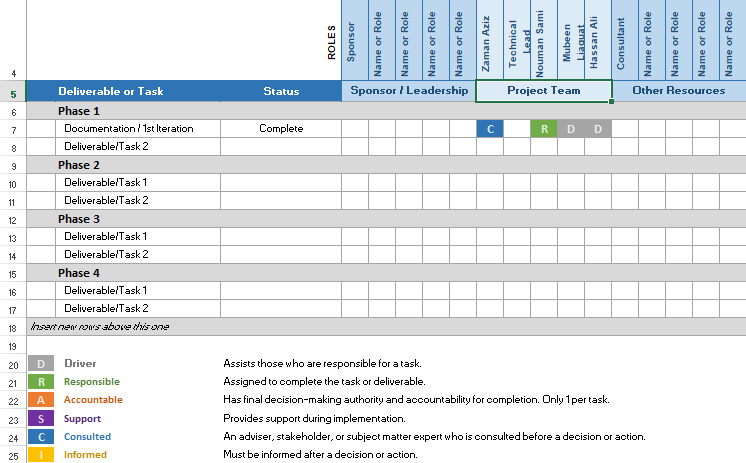 4 ROLES Sponsor Name or Role Name or Role Name or Role Name or Role Zaman Aziz Technical Lead Nouman Sami Mubeen Liaquat Hassan Ali Consultant Name or Role Name or Role Name or Role Name or Role
5 Deliverable or Task Status Sponsor / Leadership Project Team Other Resources
6 Phase 1
7 Documentation / 1st Iteration Complete C R D D
8 Deliverable/Task 2
9 Phase 2
10 Deliverable/Task 1
11 Deliverable/Task 2
12 Phase 3
13 Deliverable/Task 1
14 Deliverable/Task 2
15 Phase 4
16 Deliverable/Task 1
17 Deliverable/Task 2
18 Insert new rows above this one
19
20 D Driver Assists those who are responsible for a task.
21 R Responsible Assigned to complete the task or deliverable.
22 A Accountable Has final decision-making authority and accountability for completion. Only 1 per task.
23 S Support Provides support during implementation.
24 C Consulted An adviser, stakeholder, or subject matter expert who is consulted before a decision or action.
25 I Informed Must be informed after a decision or action.